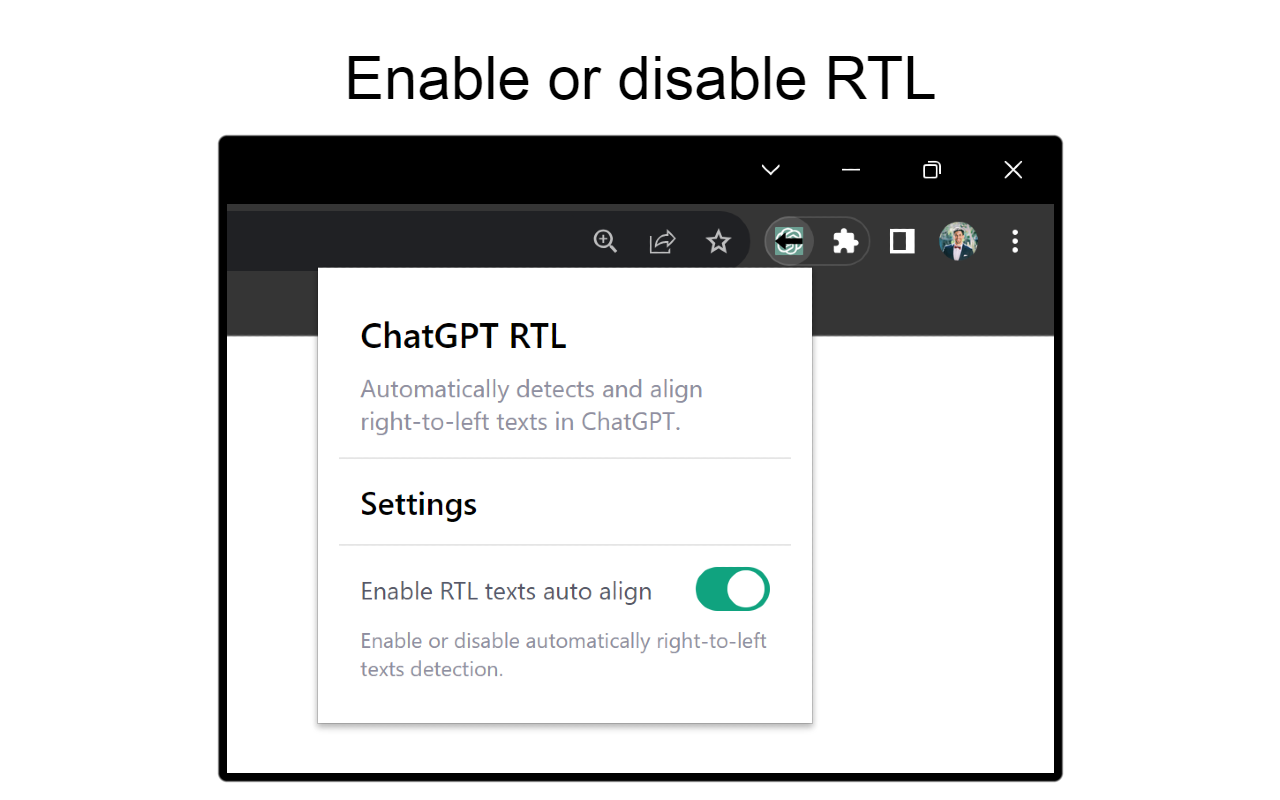 Enable or disable RTL
ChatGPT RTL
Automatically detects and align
right-to-left texts in ChatGPT.
Settings
Enable RTL texts auto align
Enable or disable automatically right-to-left
texts detection.